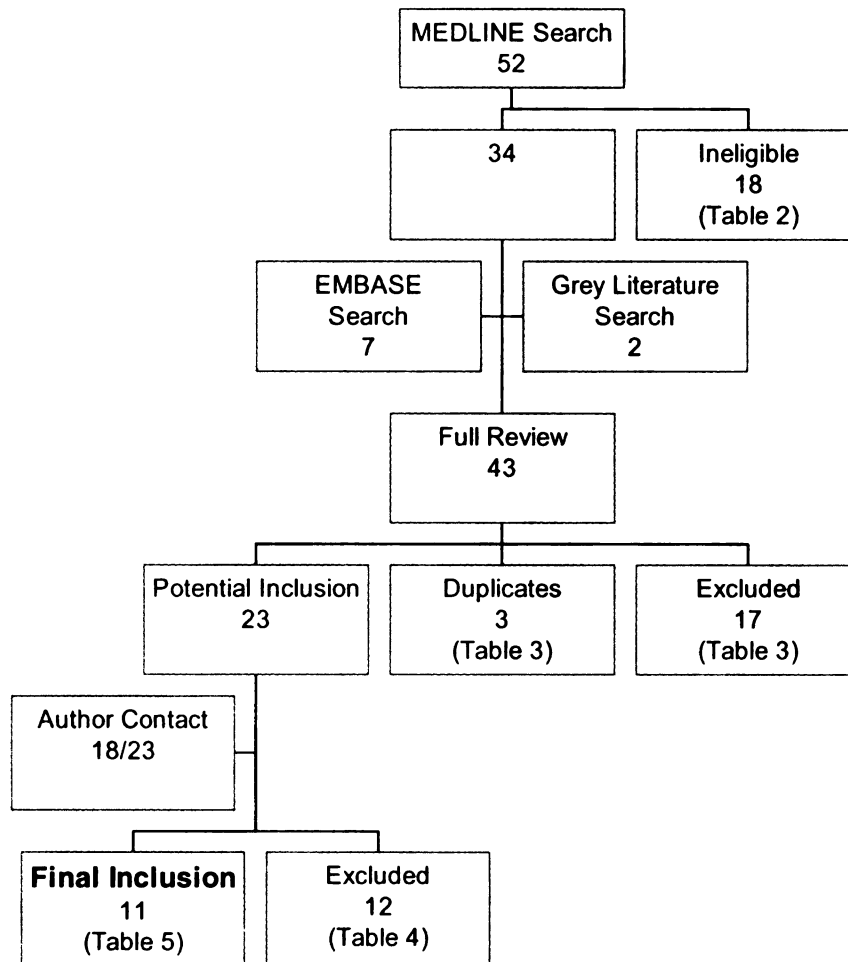 MEDLINE Search
52
34
Ineligible
18
(Table 2)
EMBASE
Search
7
Grey Literature
Search
2
Full Review
43
Potential Inclusion
23
Duplicates
3
(Table 3)
Excluded
17
(Table 3)
Author Contact
18/23
Final Inclusion
11
(Table 5)
Excluded
12
(Table 4)